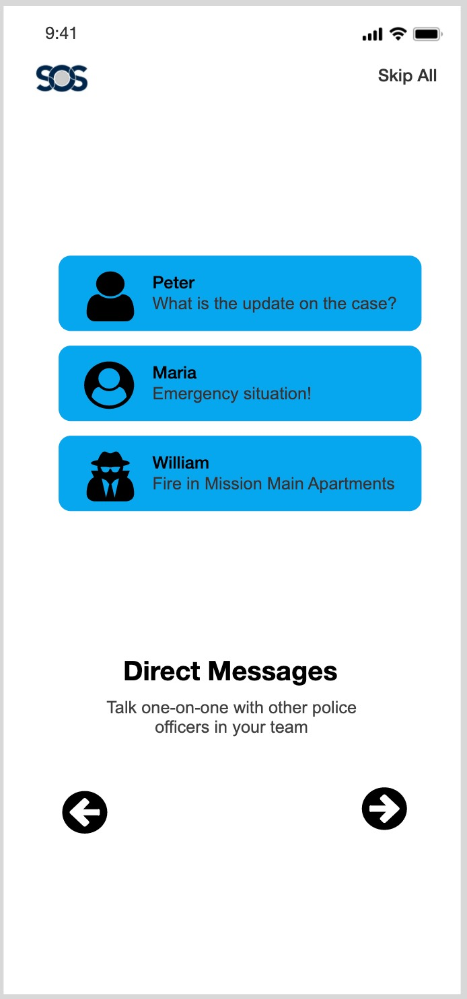 9:41
SOS
Skip All
Peter
What is the update on the case?
Maria
Emergency situation!
William
Fire in Mission Main Apartments
Direct Messages
Talk one-on-one with other police
officers in your team